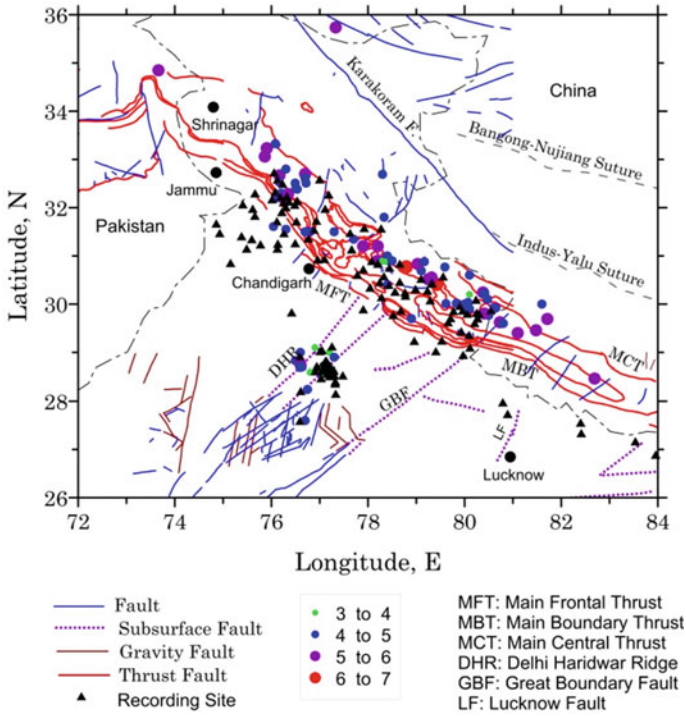 36
34
32
30
28
26
Latitude, N
72
74
76
78
80
82
84
Longitude, E
China
Karakoram F
Shrinagar
Bangong-Nujiang Suture
Jammu
Pakistan
Indus-Yalu Suture
Chandigarh
MFT
DHR
GBF
MBT
MCT
LF
Lucknow
Fault
Subsurface Fault
Gravity Fault
Thrust Fault
Recording Site
3 to 4
4 to 5
5 to 6
6 to 7
MFT: Main Frontal Thrust
MBT: Main Boundary Thrust
MCT: Main Central Thrust
DHR: Delhi Haridwar Ridge
GBF: Great Boundary Fault
LF: Lucknow Fault